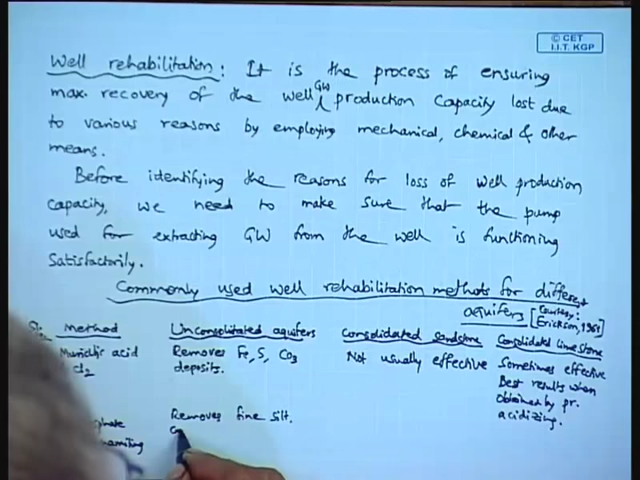 © CET
I.I.T. KGP
Well rehabilitation: It is the process of ensuring
max. recovery of the well GW production capacity lost due
to various reasons by employing mechanical, chemical & other
means.
Before identifying the reasons for loss of well production
capacity, we need to make sure that the pump
used for extracting GW from the well is functioning
satisfactorily.
Commonly used well rehabilitation methods for different
aquifers [Courtesy:
Erickson, 1961]
Method Unconsolidated aquifers Consolidated sandstone Consolidated limestone
Muriatic acid Removes Fe, S, CO3 Not usually effective Sometimes effective
Cl2 deposits. Best results when
obtained by pr.
acidizing.
Removes fine silt.